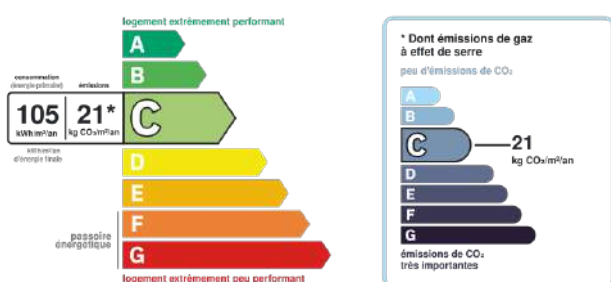 logement extrêmement performant
A
B
consommation
(énergie primaire)
émissions
105
kWh/m²/an
21*
kg CO₂/m²/an
C
d'énergie finale
D
E
F
G
passoire
énergétique
logement extrêmement peu performant
* Dont émissions de gaz
à effet de serre
peu d'émissions de CO₂
A
B
C
21
kg CO₂/m²/an
D
E
F
G
émissions de CO₂
très importantes